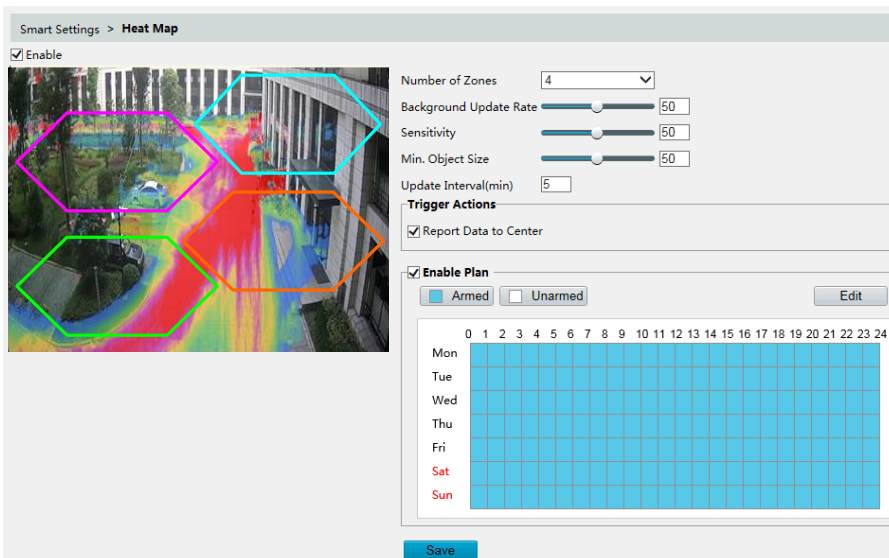 Smart Settings > Heat Map
Enable
Number of Zones 4
Background Update Rate 50
Sensitivity 50
Min. Object Size 50
Update Interval(min) 5
Trigger Actions
Report Data to Center
Enable Plan
Armed Unarmed Edit
0 1 2 3 4 5 6 7 8 9 10 11 12 13 14 15 16 17 18 19 20 21 22 23 24
Mon
Tue
Wed
Thu
Fri
Sat
Sun
Save